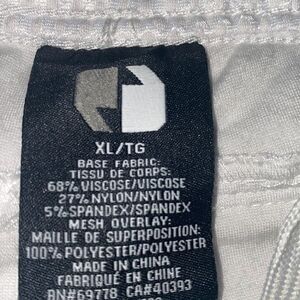 XL/TG
BASE FABRIC:
TISSU DE CORPS:
68% VISCOSE/VISCOSE
27% NYLON/NYLON
5% SPANDEX/SPANDEX
MESH OVERLAY:
MAILLE DE SUPERPOSITION:
100% POLYESTER/POLYESTER
MADE IN CHINA
FABRIQUÉ EN CHINE
RN#69778 CA#40393